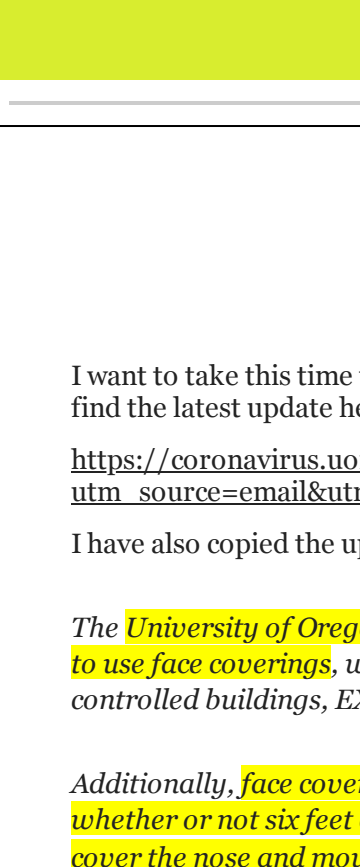 I want to take this time
find the latest update
https://coronavirus.uo
utm_source=email&ut
I have also copied the
The University of Oreg
to use face coverings,
controlled buildings,
Additionally, face cove
whether or not six feet
cover the nose and